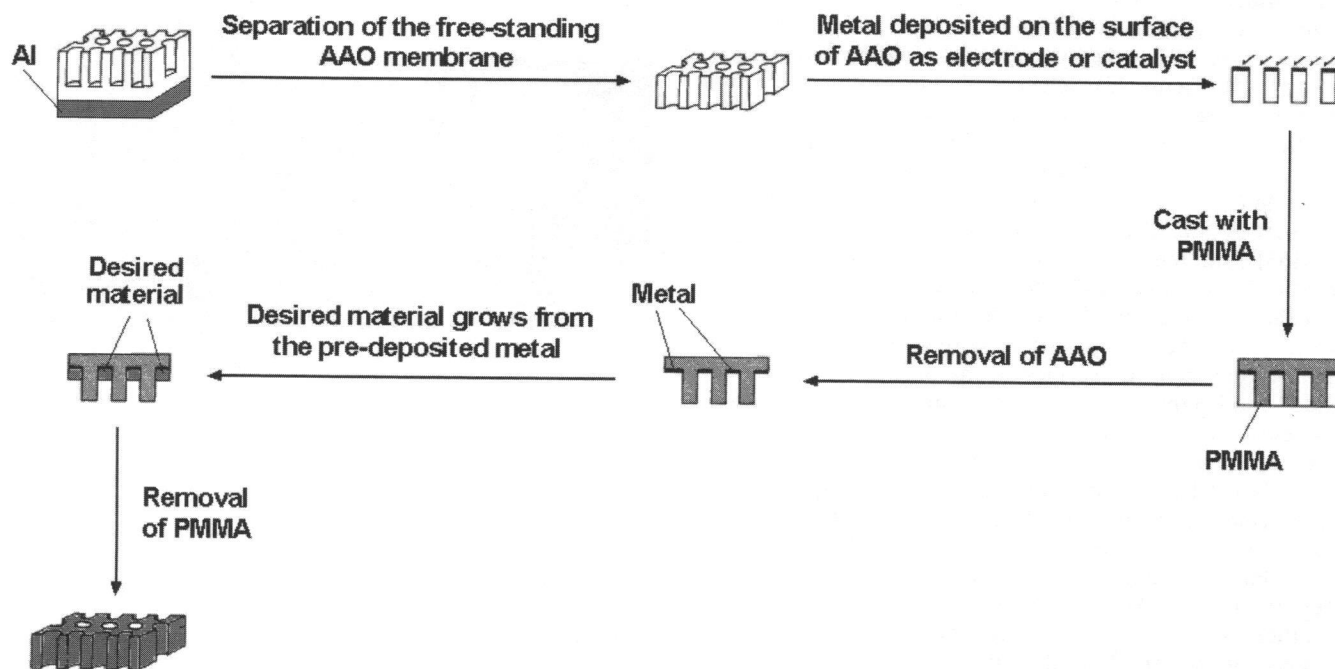 Al
Separation of the free-standing
AAO membrane
Metal deposited on the surface
of AAO as electrode or catalyst
Cast with
PMMA
PMMA
Removal of AAO
Metal
Desired material grows from
the pre-deposited metal
Desired
material
Removal
of PMMA